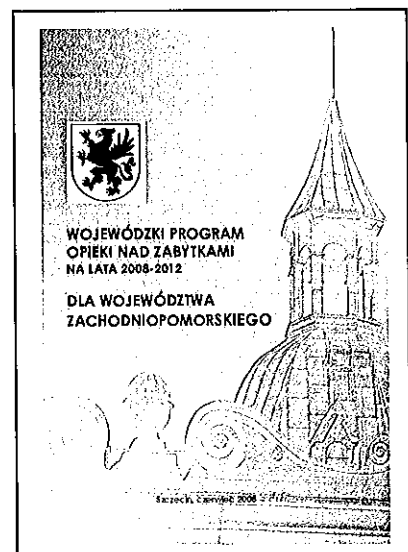 WOJEWÓDZKI PROGRAM
OPIEKI NAD ZABYTKAMI
NA LATA 2008-2012
DLA WOJEWÓDZTWA
ZACHODNIOPOMORSKIEGO
Szczecin, czerwiec 2008